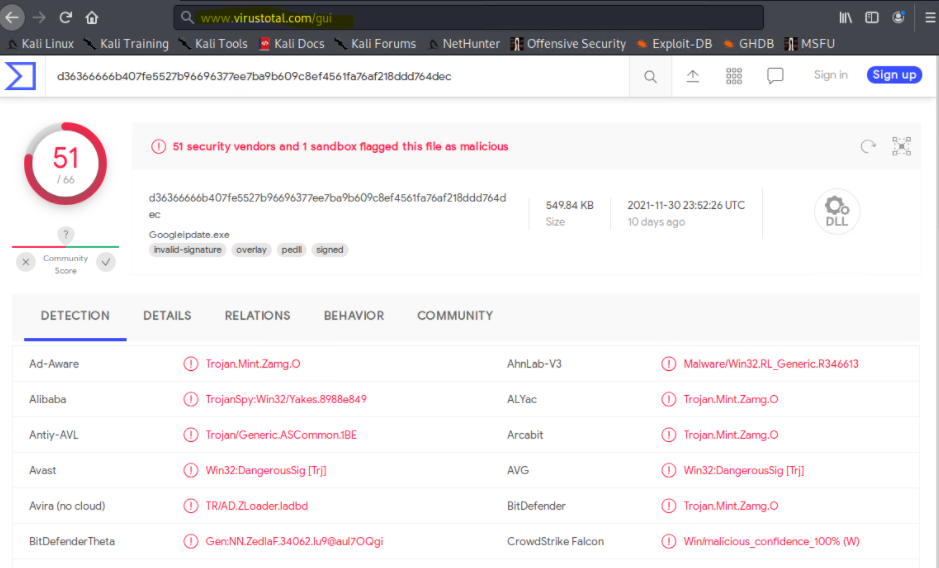 www.virustotal.com/gui
Kali Linux Kali Training Kali Tools Kali Docs Kali Forums NetHunter Offensive Security Exploit-DB GHDB MSFU
d36366666b407fe5527b96696377ee7ba9b609c8ef4561fa76af218ddd764dec Sign in Sign up
51
/ 66
?
Community
Score
51 security vendors and 1 sandbox flagged this file as malicious
d36366666b407fe5527b96696377ee7ba9b609c8ef4561fa76af218ddd764d
ec
Googleipdate.exe
invalid-signature overlay pedll signed
549.84 KB
Size
2021-11-30 23:52:26 UTC
10 days ago
DLL
DETECTION DETAILS RELATIONS BEHAVIOR COMMUNITY
Ad-Aware Trojan.Mint.Zamg.O AhnLab-V3 Malware/Win32.RL_Generic.R346613
Alibaba TrojanSpy:Win32/Yakes.8988e849 ALYac Trojan.Mint.Zamg.O
Antiy-AVL Trojan/Generic.ASCommon.1BE Arcabit Trojan.Mint.Zamg.O
Avast Win32:DangerousSig [Trj] AVG Win32:DangerousSig [Trj]
Avira (no cloud) TR/AD.ZLoader.ladbd BitDefender Trojan.Mint.Zamg.O
BitDefenderTheta Gen:NN.ZedlaF.34062.Iu9@aul7OQgi CrowdStrike Falcon Win/malicious_confidence_100% (W)